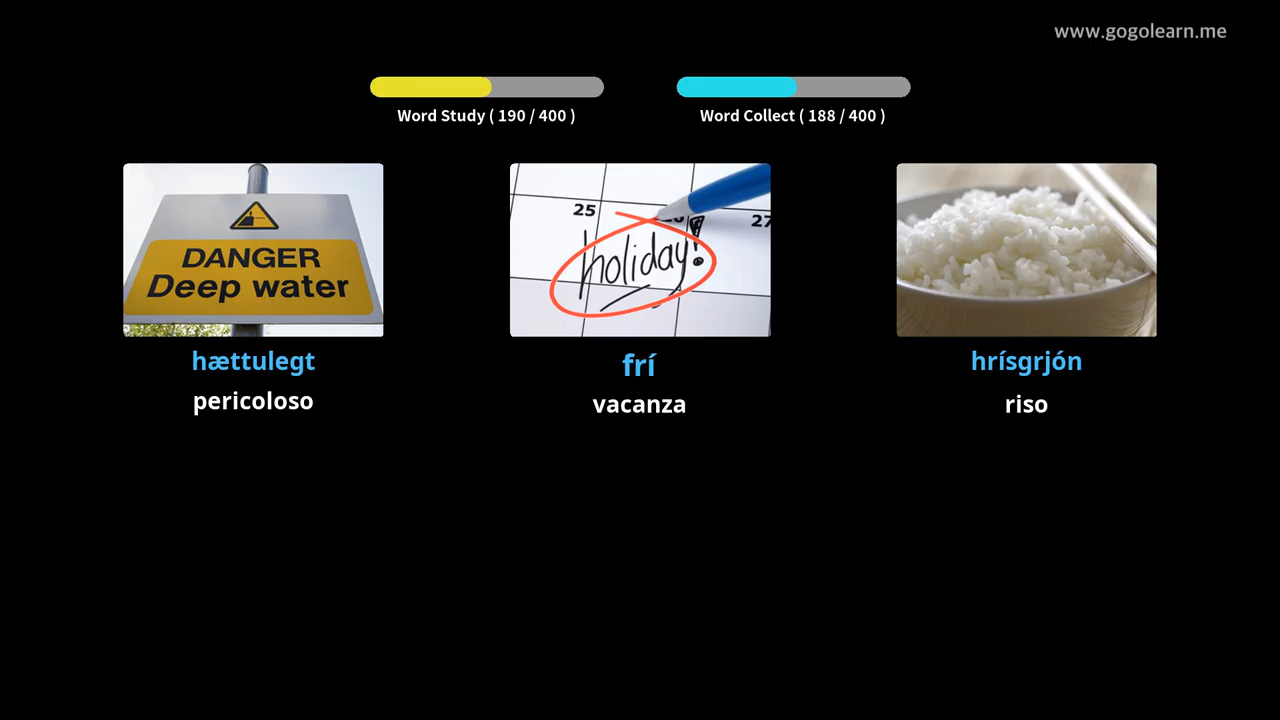 www.gogolearn.me
Word Study ( 190 / 400 )
Word Collect ( 188 / 400 )
DANGER
Deep water
25
27
holiday!
hættulegt
frí
hrísgrjón
pericoloso
vacanza
riso